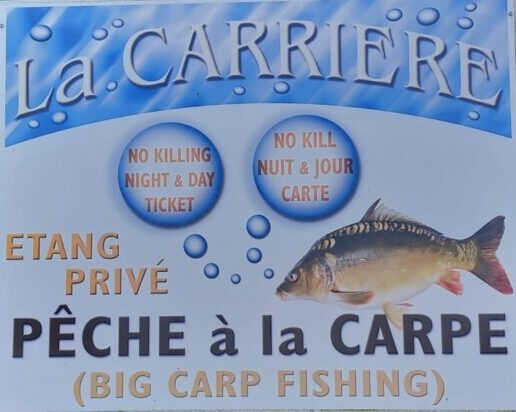 La CARRIERE
NO KILLING
NIGHT & DAY
TICKET
NO KILL
NUIT & JOUR
CARTE
ETANG
PRIVÉ
PÊCHE à la CARPE
(BIG CARP FISHING)